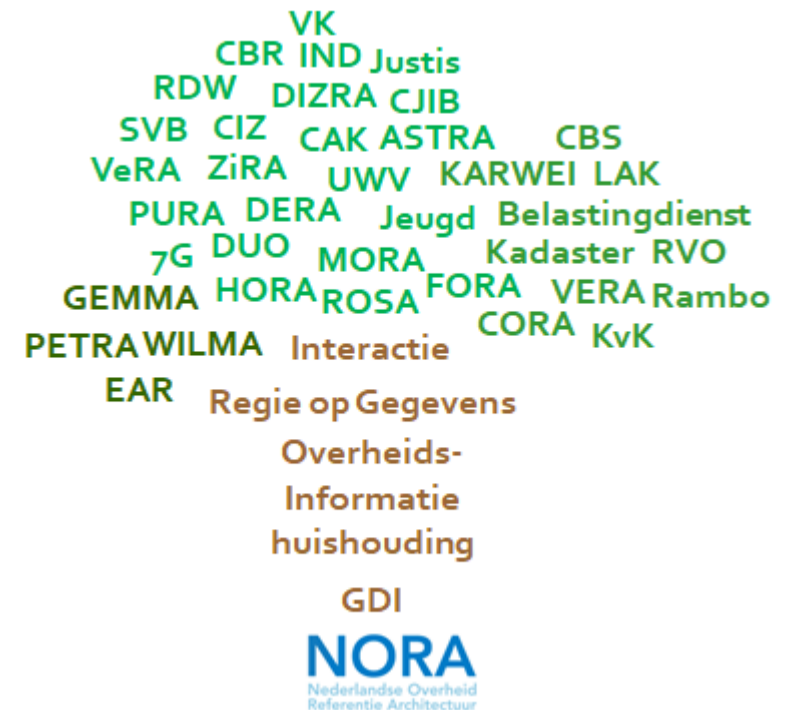 VK
CBR IND Justis
RDW DIZRA CJIB
SVB CIZ CAK ASTRA CBS
VeRA ZiRA UWV KARWEI LAK
PURA DERA Jeugd Belastingdienst
7G DUO MORA Kadaster RVO
GEMMA HORA ROSA FORA VERA Rambo
PETRA WILMA Interactie CORA KvK
EAR Regie op Gegevens
Overheids-
Informatie
huishouding
GDI
NORA
Nederlandse Overheid
Referentie Architectuur